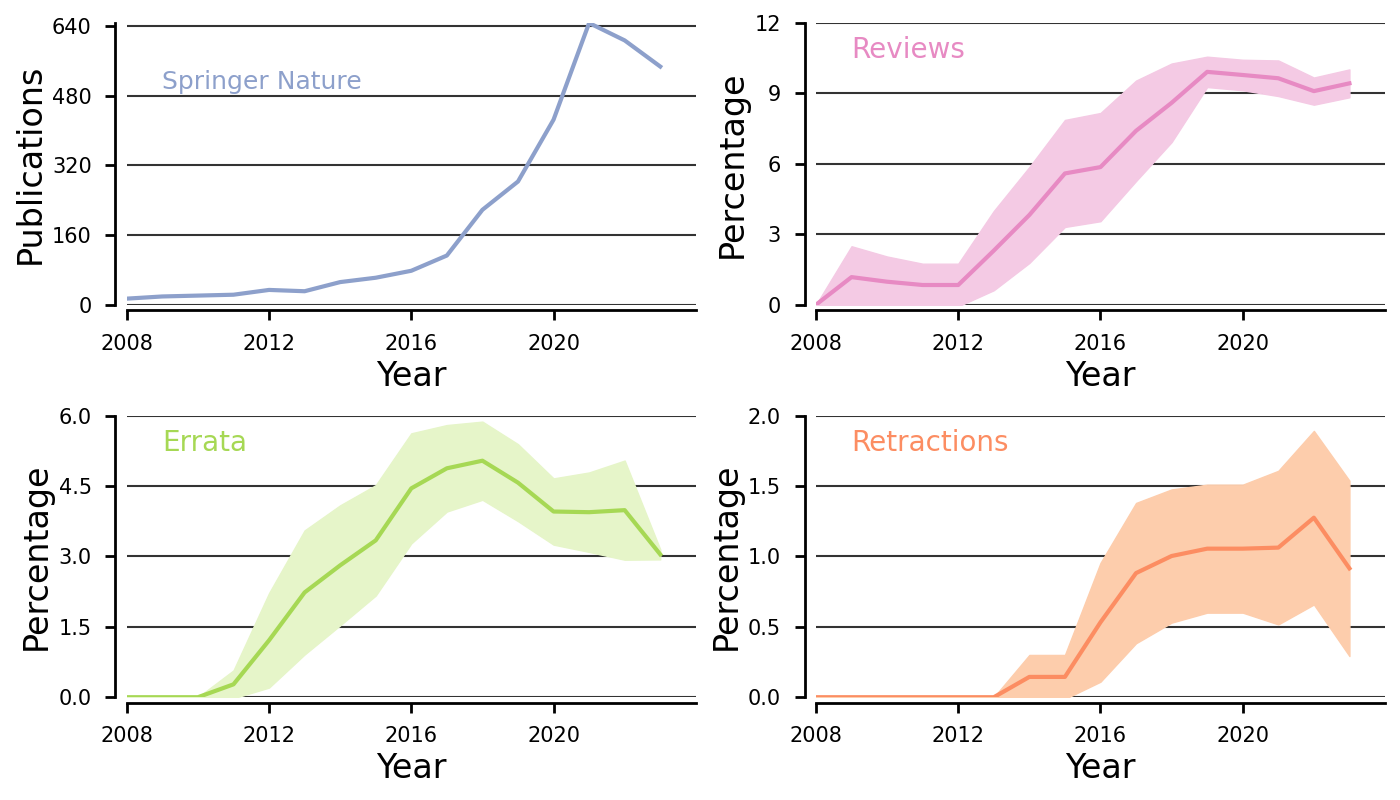 Publications
640
480
320
160
0
Springer Nature
2008 2012 2016 2020
Year
Percentage
12
9
6
3
0
Reviews
2008 2012 2016 2020
Year
Percentage
6.0
4.5
3.0
1.5
0.0
Errata
2008 2012 2016 2020
Year
Percentage
2.0
1.5
1.0
0.5
0.0
Retractions
2008 2012 2016 2020
Year